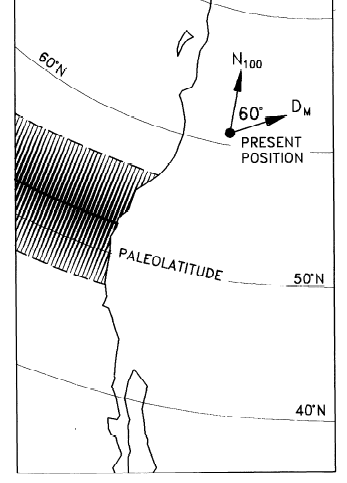 60°N
N100
60°
DM
PRESENT
POSITION
PALEOLATITUDE
50°N
40°N